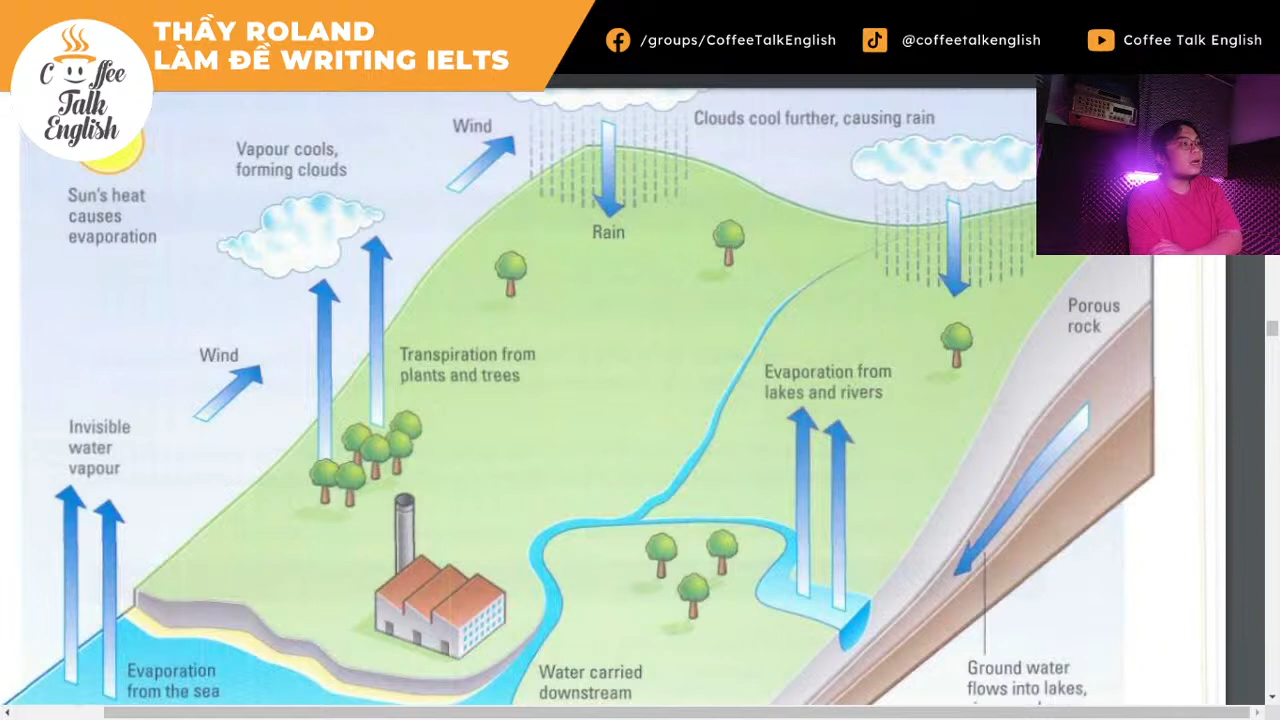 THẦY ROLAND
LÀM ĐỀ WRITING IELTS
/groups/CoffeeTalkEnglish
@coffeetalkenglish
Coffee Talk English
Coffee
Talk
English
Sun's heat
causes
evaporation
Vapour cools,
forming clouds
Wind
Clouds cool further, causing rain
Rain
Porous
rock
Wind
Transpiration from
plants and trees
Evaporation from
lakes and rivers
Invisible
water
vapour
Evaporation
from the sea
Water carried
downstream
Ground water
flows into lakes,